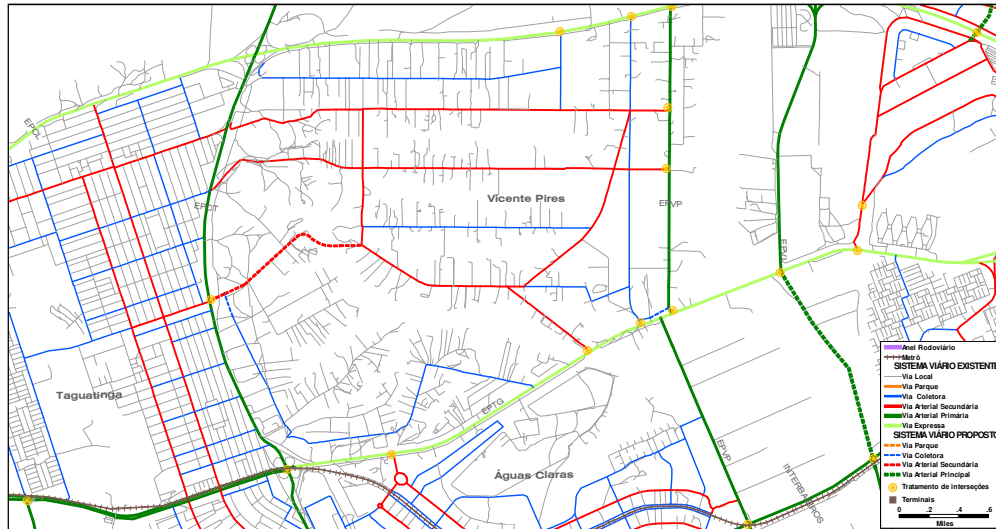 EPCL
EPCT
Vicente Pires
EPVP
EPVL
Taguatinga
EPTG
Águas Claras
EPVP
INTERBAIRROS
Anel Rodoviário
Metrô
SISTEMA VIÁRIO EXISTENTE
Via Local
Via Parque
Via Coletora
Via Arterial Secundária
Via Arterial Primária
Via Expressa
SISTEMA VIÁRIO PROPOSTO
Via Parque
Via Coletora
Via Arterial Secundária
Via Arterial Principal
Tratamento de interseções
Terminais
0 .2 .4 .6
Miles